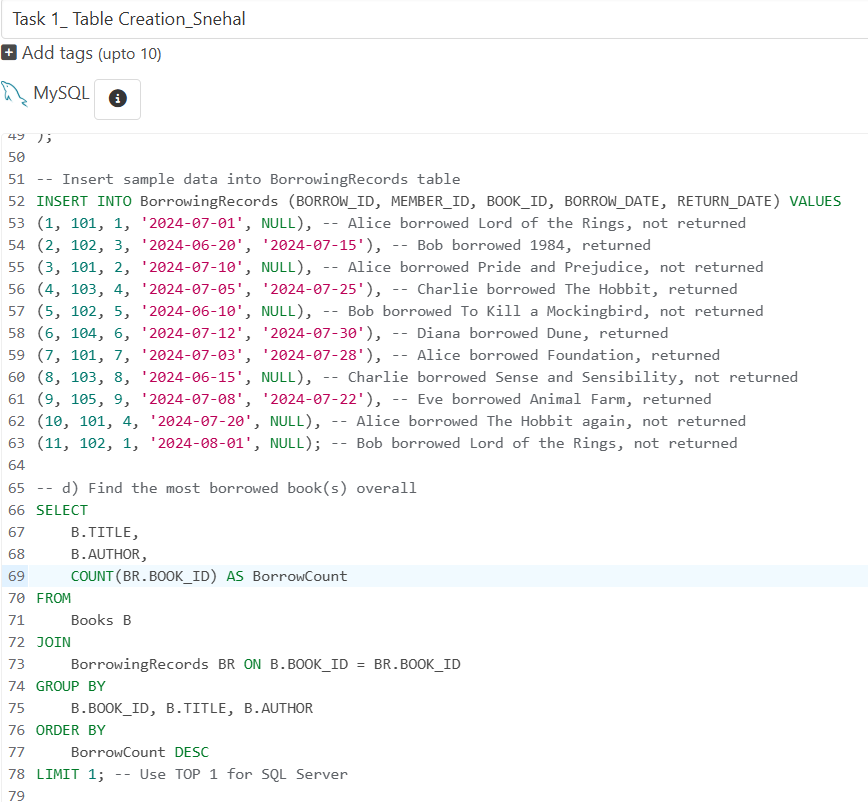 Task 1_ Table Creation_Snehal
Add tags (upto 10)
MySQL
49 );
50
51 -- Insert sample data into BorrowingRecords table
52 INSERT INTO BorrowingRecords (BORROW_ID, MEMBER_ID, BOOK_ID, BORROW_DATE, RETURN_DATE) VALUES
53 (1, 101, 1, '2024-07-01', NULL), -- Alice borrowed Lord of the Rings, not returned
54 (2, 102, 3, '2024-06-20', '2024-07-15'), -- Bob borrowed 1984, returned
55 (3, 101, 2, '2024-07-10', NULL), -- Alice borrowed Pride and Prejudice, not returned
56 (4, 103, 4, '2024-07-05', '2024-07-25'), -- Charlie borrowed The Hobbit, returned
57 (5, 102, 5, '2024-06-10', NULL), -- Bob borrowed To Kill a Mockingbird, not returned
58 (6, 104, 6, '2024-07-12', '2024-07-30'), -- Diana borrowed Dune, returned
59 (7, 101, 7, '2024-07-03', '2024-07-28'), -- Alice borrowed Foundation, returned
60 (8, 103, 8, '2024-06-15', NULL), -- Charlie borrowed Sense and Sensibility, not returned
61 (9, 105, 9, '2024-07-08', '2024-07-22'), -- Eve borrowed Animal Farm, returned
62 (10, 101, 4, '2024-07-20', NULL), -- Alice borrowed The Hobbit again, not returned
63 (11, 102, 1, '2024-08-01', NULL); -- Bob borrowed Lord of the Rings, not returned
64
65 -- d) Find the most borrowed book(s) overall
66 SELECT
67     B.TITLE,
68     B.AUTHOR,
69     COUNT(BR.BOOK_ID) AS BorrowCount
70 FROM
71     Books B
72 JOIN
73     BorrowingRecords BR ON B.BOOK_ID = BR.BOOK_ID
74 GROUP BY
75     B.BOOK_ID, B.TITLE, B.AUTHOR
76 ORDER BY
77     BorrowCount DESC
78 LIMIT 1; -- Use TOP 1 for SQL Server
79